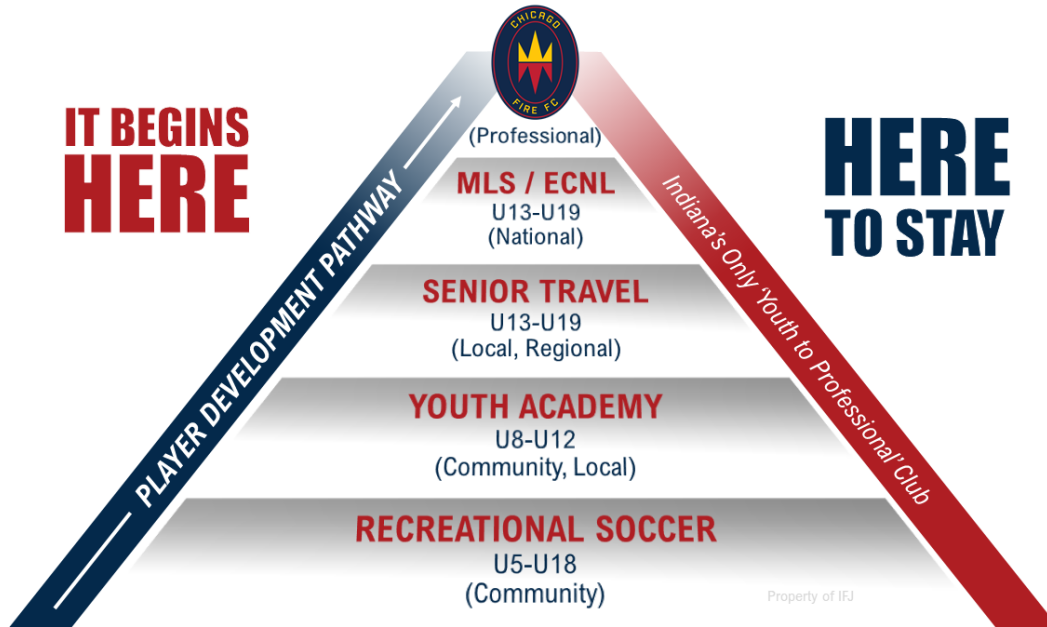 CHICAGO
FIRE FC
(Professional)
IT BEGINS
HERE
HERE
TO STAY
PLAYER DEVELOPMENT PATHWAY
Indiana's Only 'Youth to Professional' Club
MLS / ECNL
U13-U19
(National)
SENIOR TRAVEL
U13-U19
(Local, Regional)
YOUTH ACADEMY
U8-U12
(Community, Local)
RECREATIONAL SOCCER
U5-U18
(Community)
Property of IFJ